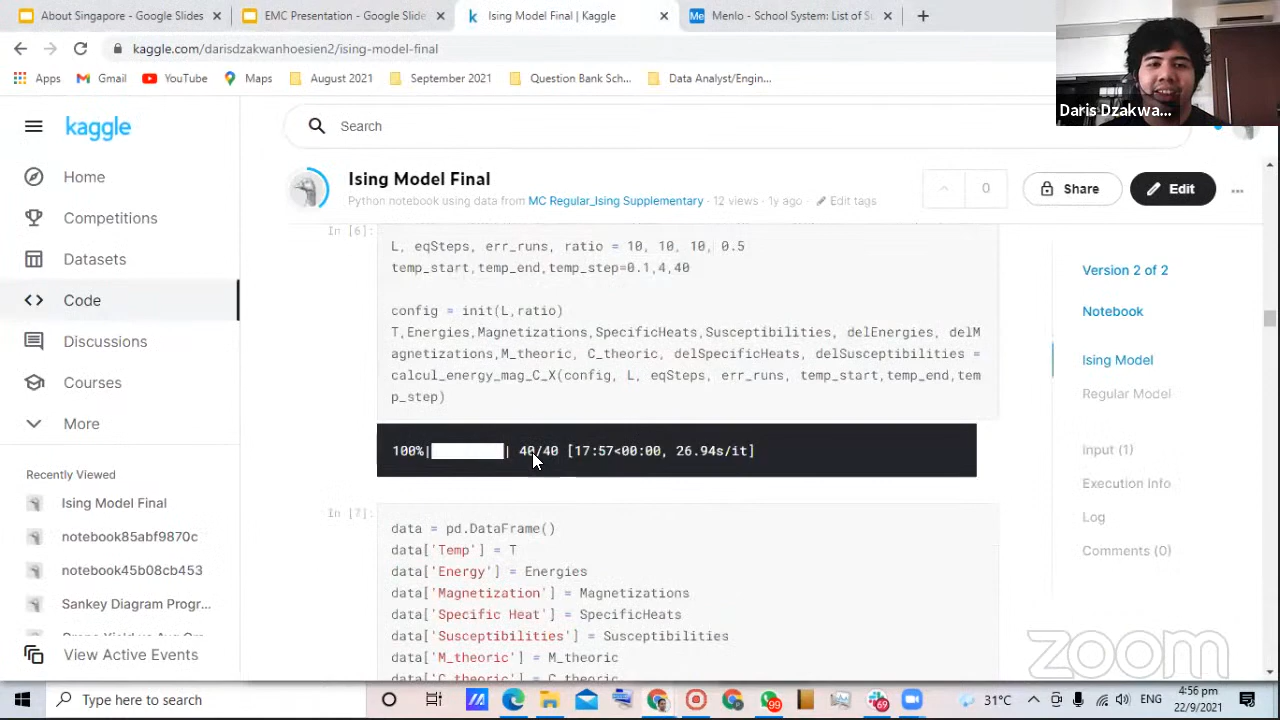 About Singapore - Google Slides
EMC Presentation - Google Slides
Ising Model Final | Kaggle
Menlo - School System: List of Su
kaggle.com/darisdzakwanhoesien2/ising-model-final
Apps
Gmail
YouTube
Maps
August 2021
September 2021
Question Bank Sch...
Data Analyst/Engin...
Daris Dzakwa...
kaggle
Search
Ising Model Final
Python notebook using data from MC Regular_Ising Supplementary · 12 views · 1y ago · Edit tags
0
Share
Edit
...
Home
Competitions
Datasets
Code
Discussions
Courses
More
Recently Viewed
Ising Model Final
notebook85abf9870c
notebook45b08cb453
Sankey Diagram Progr...
View Active Events
In [6]:
L, eqSteps, err_runs, ratio = 10, 10, 10, 0.5
temp_start,temp_end,temp_step=0.1,4,40
config = init(L,ratio)
T,Energies,Magnetizations,SpecificHeats,Susceptibilities, delEnergies, delM
agnetizations,M_theoric, C_theoric, delSpecificHeats, delSusceptibilities =
calcul_energy_mag_C_X(config, L, eqSteps, err_runs, temp_start,temp_end,tem
p_step)
100%| | 40/40 [17:57<00:00, 26.94s/it]
In [7]:
data = pd.DataFrame()
data['Temp'] = T
data['Energy'] = Energies
data['Magnetization'] = Magnetizations
data['Specific Heat'] = SpecificHeats
data['Susceptibilities'] = Susceptibilities
data['M_theoric'] = M_theoric
data['C_theoric'] = C_theoric
Version 2 of 2
Notebook
Ising Model
Regular Model
Input (1)
Execution Info
Log
Comments (0)
zoom
Type here to search
99
69
31°C
ENG
4:56 pm
22/9/2021